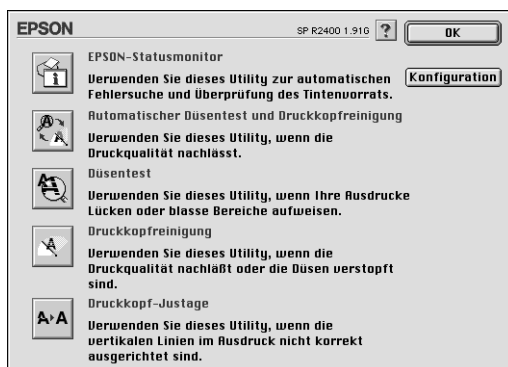 EPSON SP R2400 1.91G ? OK
EPSON-Statusmonitor
Verwenden Sie dieses Utility zur automatischen
Fehlersuche und Überprüfung des Tintenvorrats.
Konfiguration
Automatischer Düsentest und Druckkopfreinigung
Verwenden Sie dieses Utility, wenn die
Druckqualität nachlässt.
Düsentest
Verwenden Sie dieses Utility, wenn Ihre Ausdrucke
Lücken oder blasse Bereiche aufweisen.
Druckkopfreinigung
Verwenden Sie dieses Utility, wenn die
Druckqualität nachläßt oder die Düsen verstopft
sind.
Druckkopf-Justage
A A
Verwenden Sie dieses Utility, wenn die
vertikalen Linien im Ausdruck nicht korrekt
ausgerichtet sind.